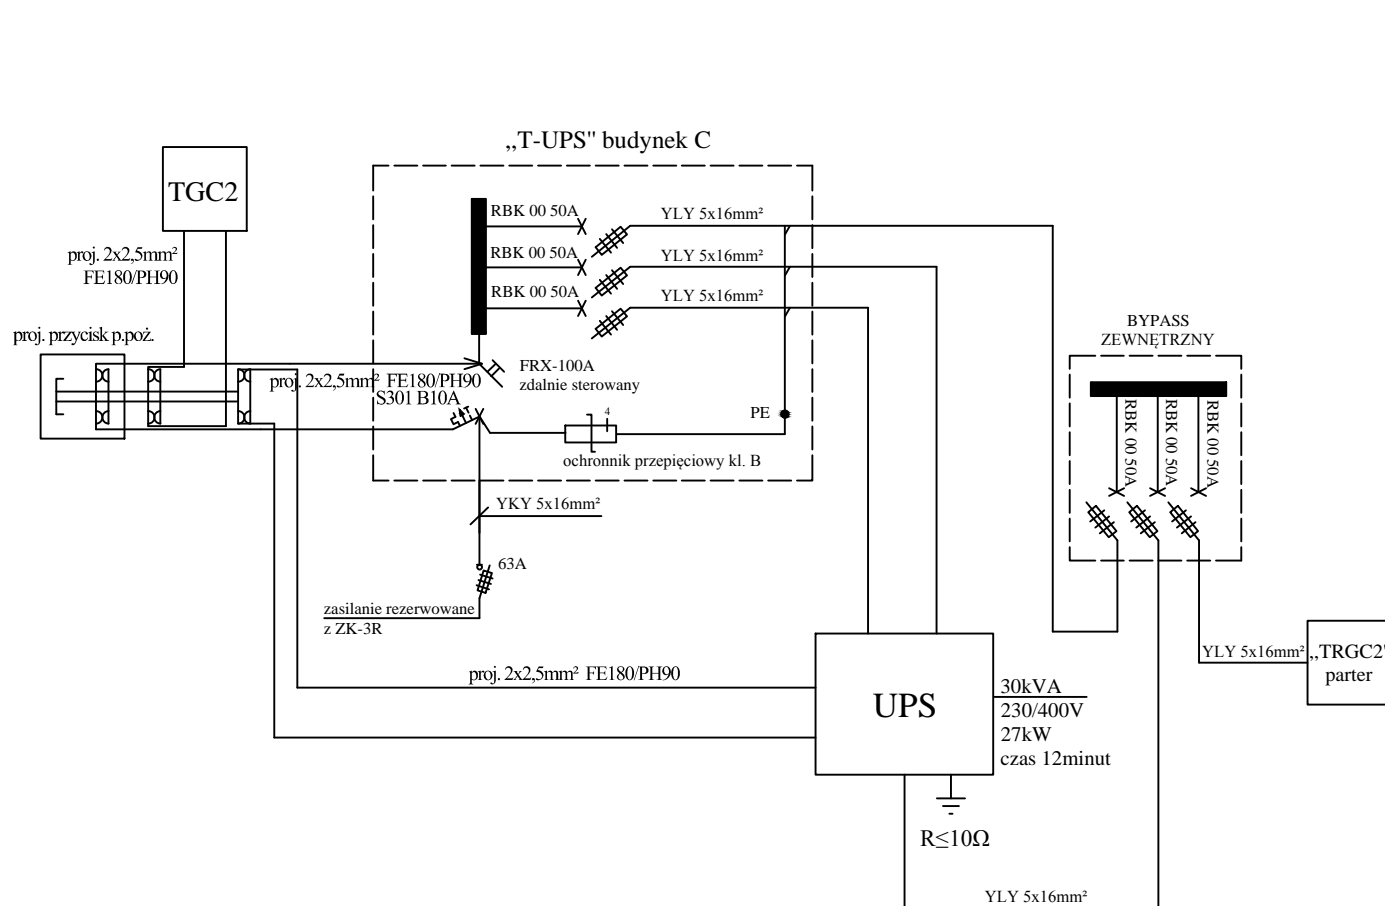 „T-UPS" budynek C
TGC2
RBK 00 50A
YLY 5x16mm²
RBK 00 50A
YLY 5x16mm²
RBK 00 50A
YLY 5x16mm²
proj. 2x2,5mm²
FE180/PH90
proj. przycisk p.poż.
FRX-100A
zdalnie sterowany
proj. 2x2,5mm² FE180/PH90
S301 B10A
4
PE
ochronnik przepięciowy kl. B
YKY 5x16mm²
63A
zasilanie rezerwowane
z ZK-3R
BYPASS
ZEWNĘTRZNY
RBK 00 50A
RBK 00 50A
RBK 00 50A
YLY 5x16mm²
„TRGC2"
parter
proj. 2x2,5mm² FE180/PH90
UPS
30kVA
230/400V
27kW
czas 12minut
R≤10Ω
YLY 5x16mm²